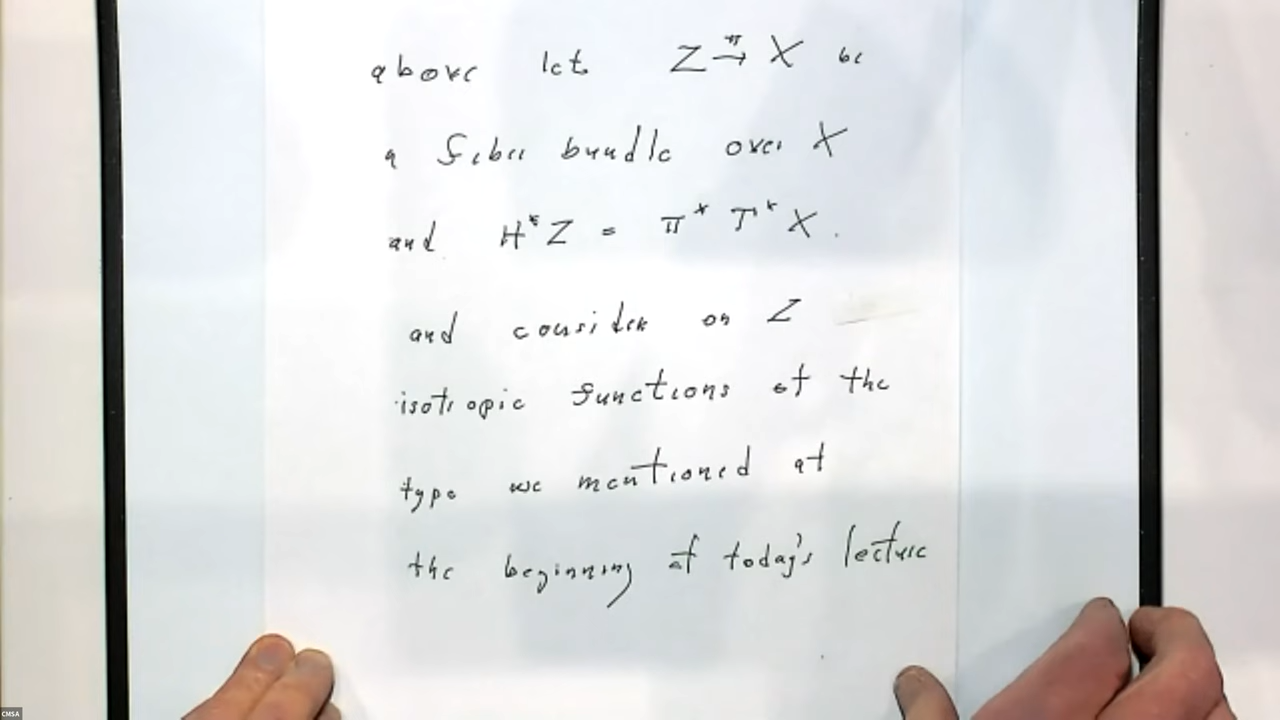 above let Z →π X be
a fiber bundle over X
and H*Z = π* T* X.
and consider on Z
isotropic functions of the
type we mentioned at
the beginning of today's lecture
CMSA